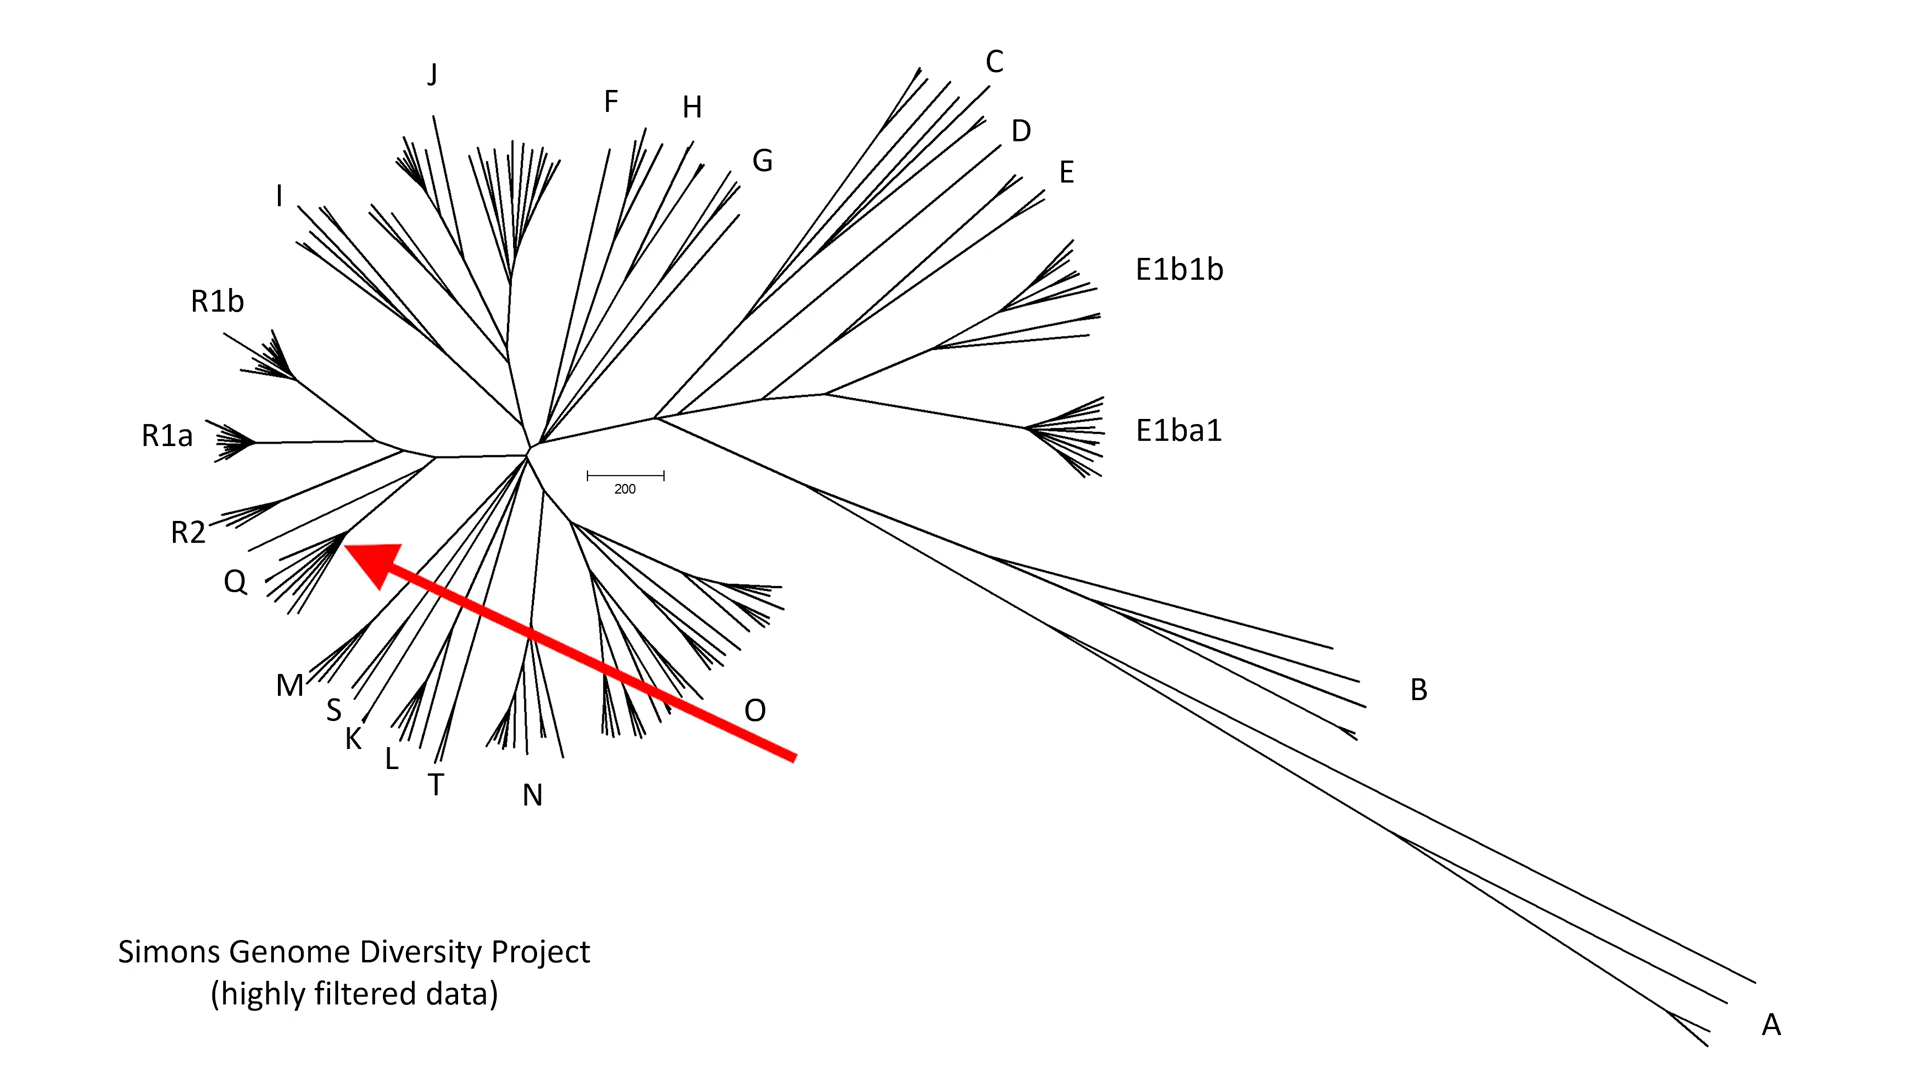 J
F
H
C
D
G
E
I
E1b1b
R1b
R1a
E1ba1
200
R2
Q
M
S
K
L
T
N
O
B
Simons Genome Diversity Project
(highly filtered data)
A